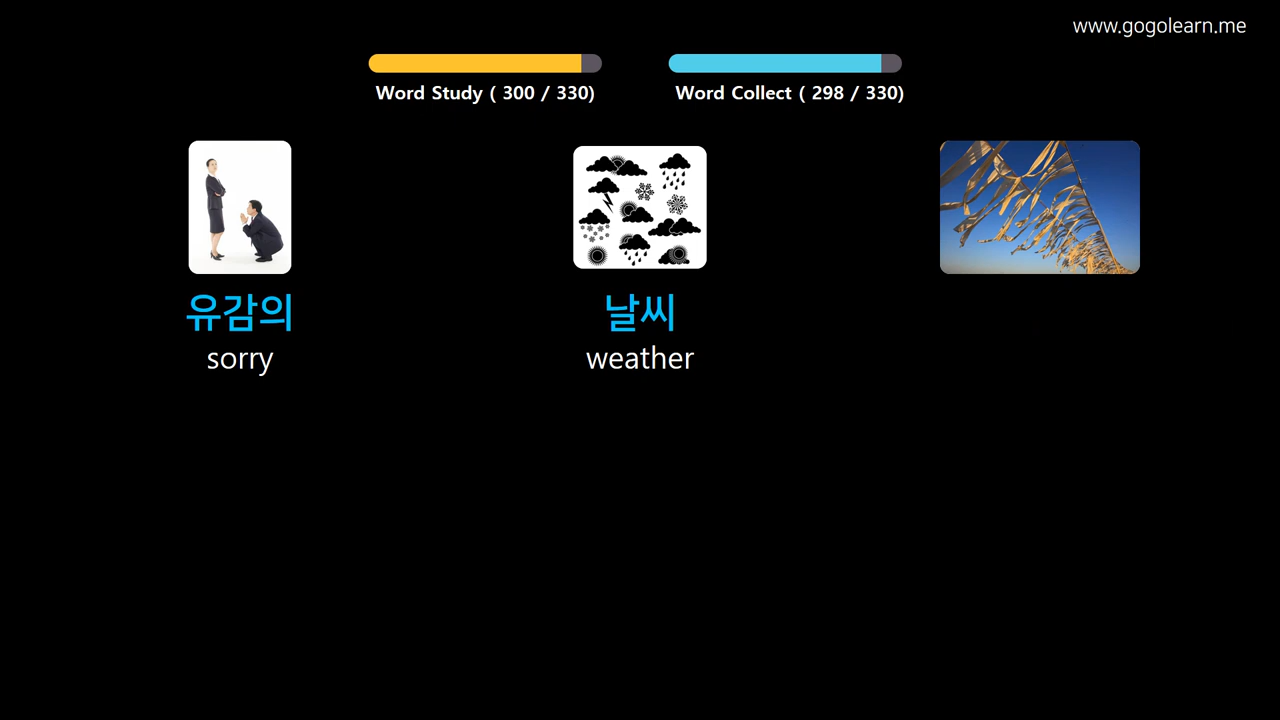 www.gogolearn.me
Word Study ( 300 / 330)
Word Collect ( 298 / 330)
유감의
sorry
날씨
weather